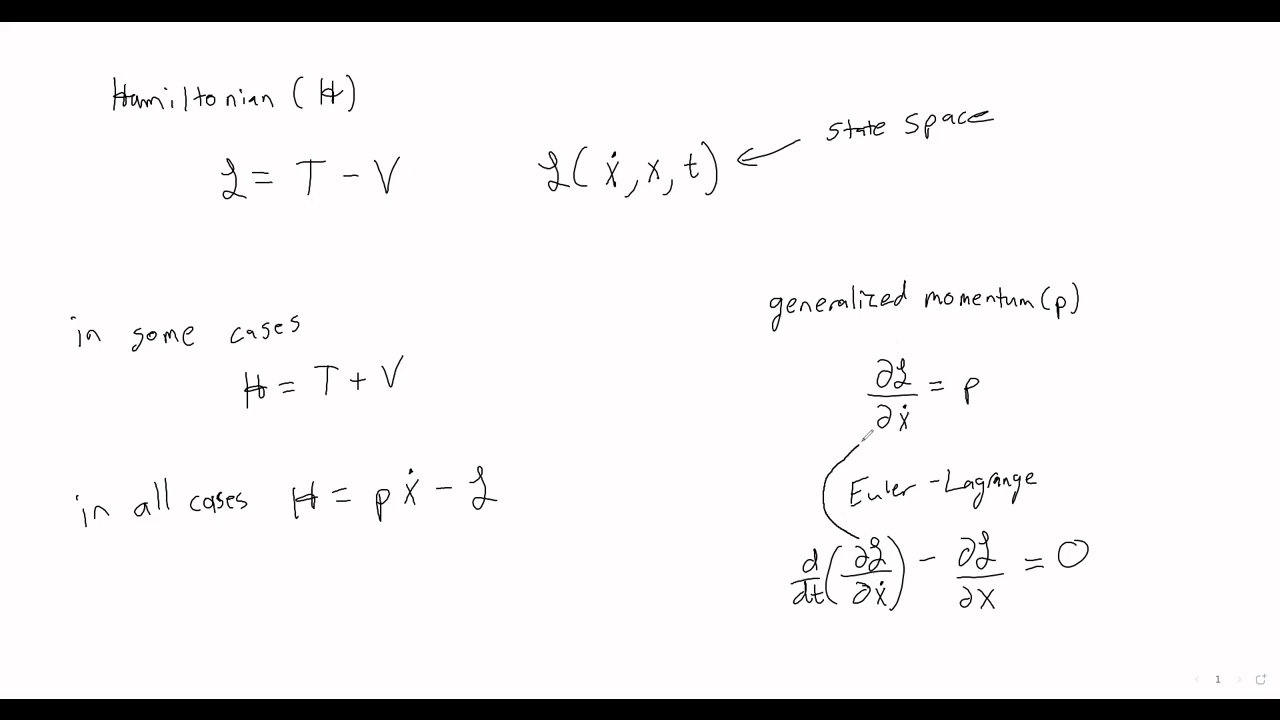 Hamiltonian (H)
ℒ = T - V
ℒ(ẋ, x, t)
state space
in some cases
H = T + V
in all cases H = pẋ - ℒ
generalized momentum (p)
∂ℒ/∂ẋ = p
Euler-Lagrange
d/dt(∂ℒ/∂ẋ) - ∂ℒ/∂x = 0
1